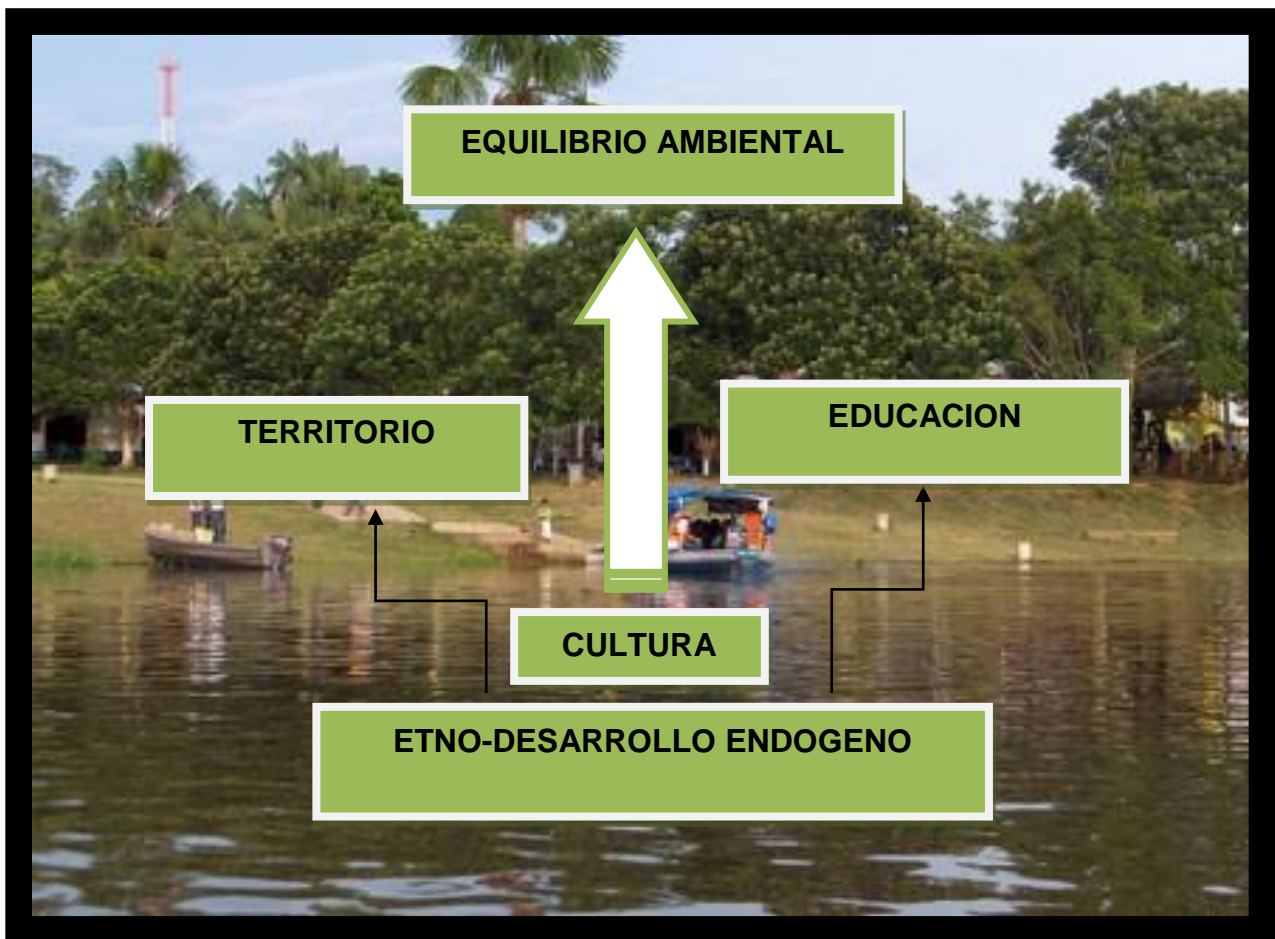 EQUILIBRIO AMBIENTAL
TERRITORIO
EDUCACION
CULTURA
ETNO-DESARROLLO ENDOGENO